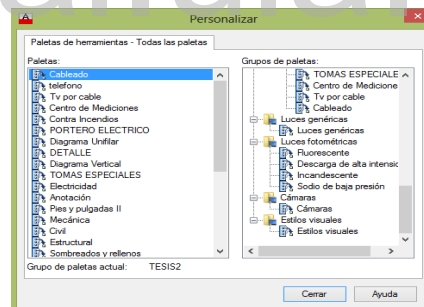 Personalizar
Paletas de herramientas - Todas las paletas
Paletas:
Cableado
telefono
Tv por cable
Centro de Mediciones
Contra Incendios
PORTERO ELECTRICO
Diagrama Unifilar
DETALLE
Diagrama Vertical
TOMAS ESPECIALES
Electricidad
Anotación
Pies y pulgadas II
Mecánica
Civil
Estructural
Sombreados y rellenos
Grupos de paletas:
TOMAS ESPECIALE
Centro de Medicione
Tv por cable
Cableado
Luces genéricas
Luces genéricas
Luces fotométricas
Fluorescente
Descarga de alta intensic
Incandescente
Sodio de baja presión
Cámaras
Cámaras
Estilos visuales
Estilos visuales
Grupo de paletas actual: TESIS2
Cerrar
Ayuda